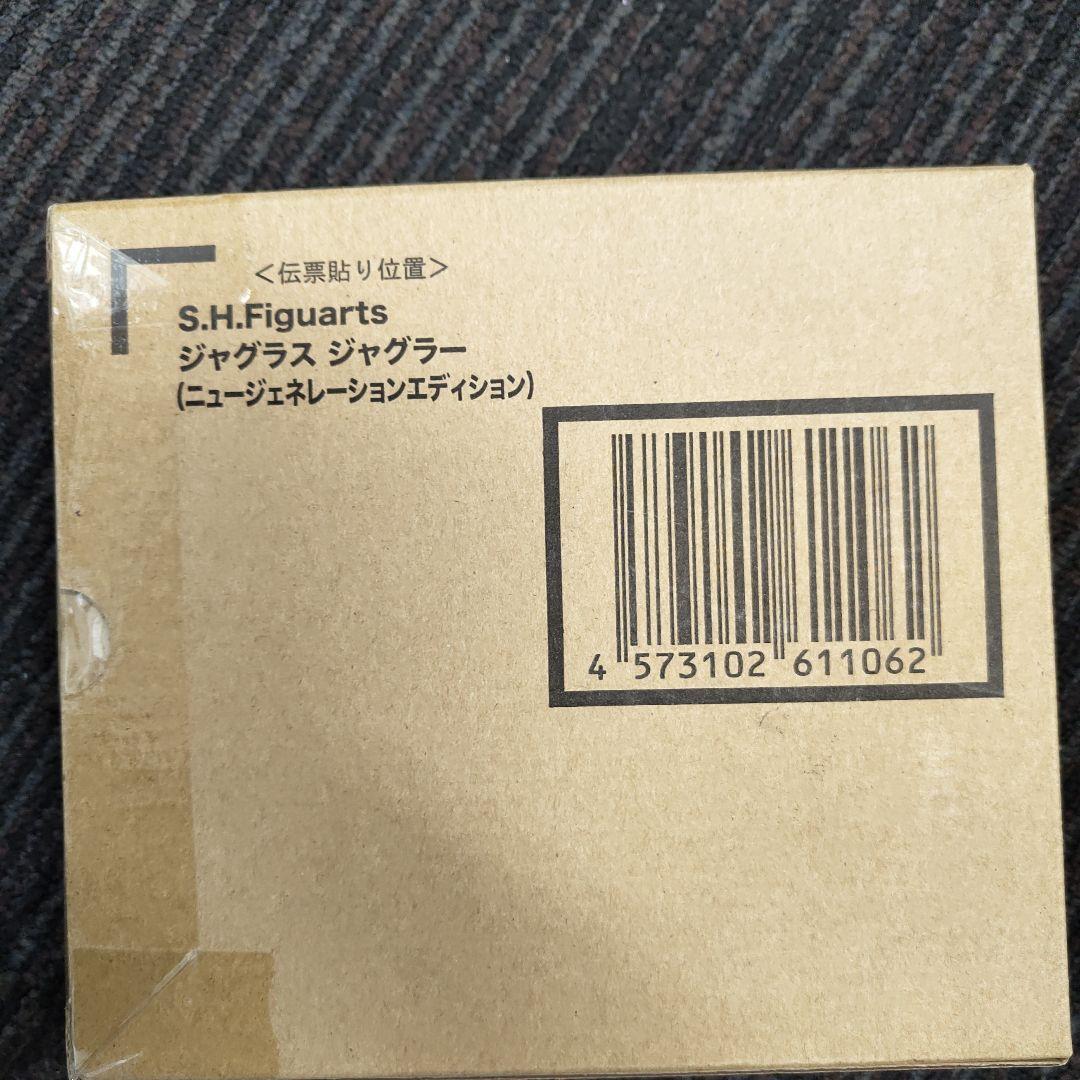 ＜伝票貼り位置＞
S.H.Figuarts
ジャグラス ジャグラー
(ニュージェネレーションエディション)
4 573102 611062